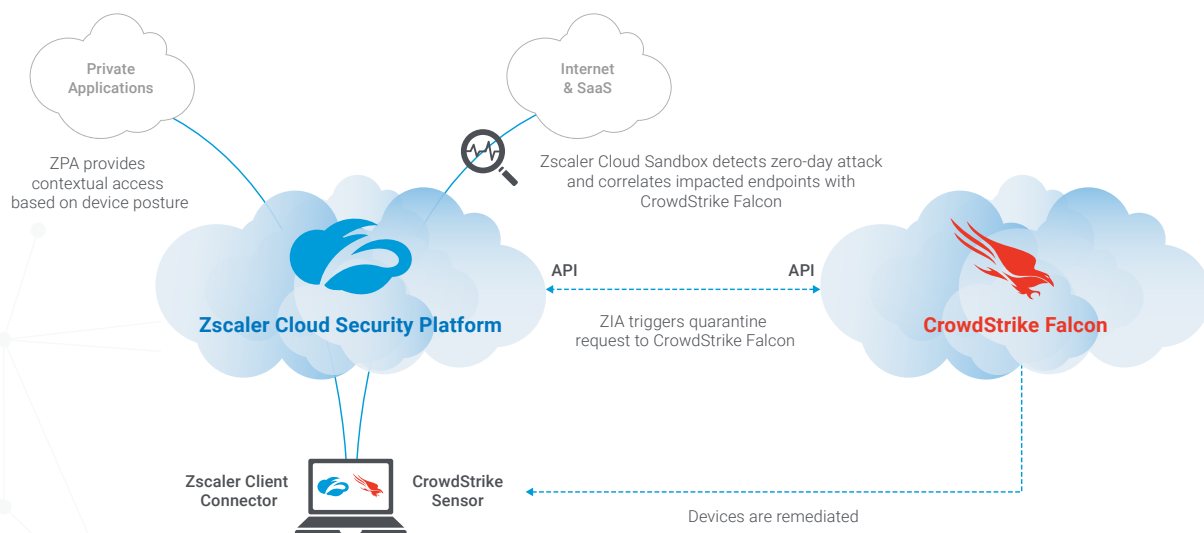 Private
Applications
Internet
& SaaS
ZPA provides
contextual access
based on device posture
Zscaler Cloud Sandbox detects zero-day attack
and correlates impacted endpoints with
CrowdStrike Falcon
API
API
Zscaler Cloud Security Platform
ZIA triggers quarantine
request to CrowdStrike Falcon
CrowdStrike Falcon
Zscaler Client
Connector
CrowdStrike
Sensor
Devices are remediated